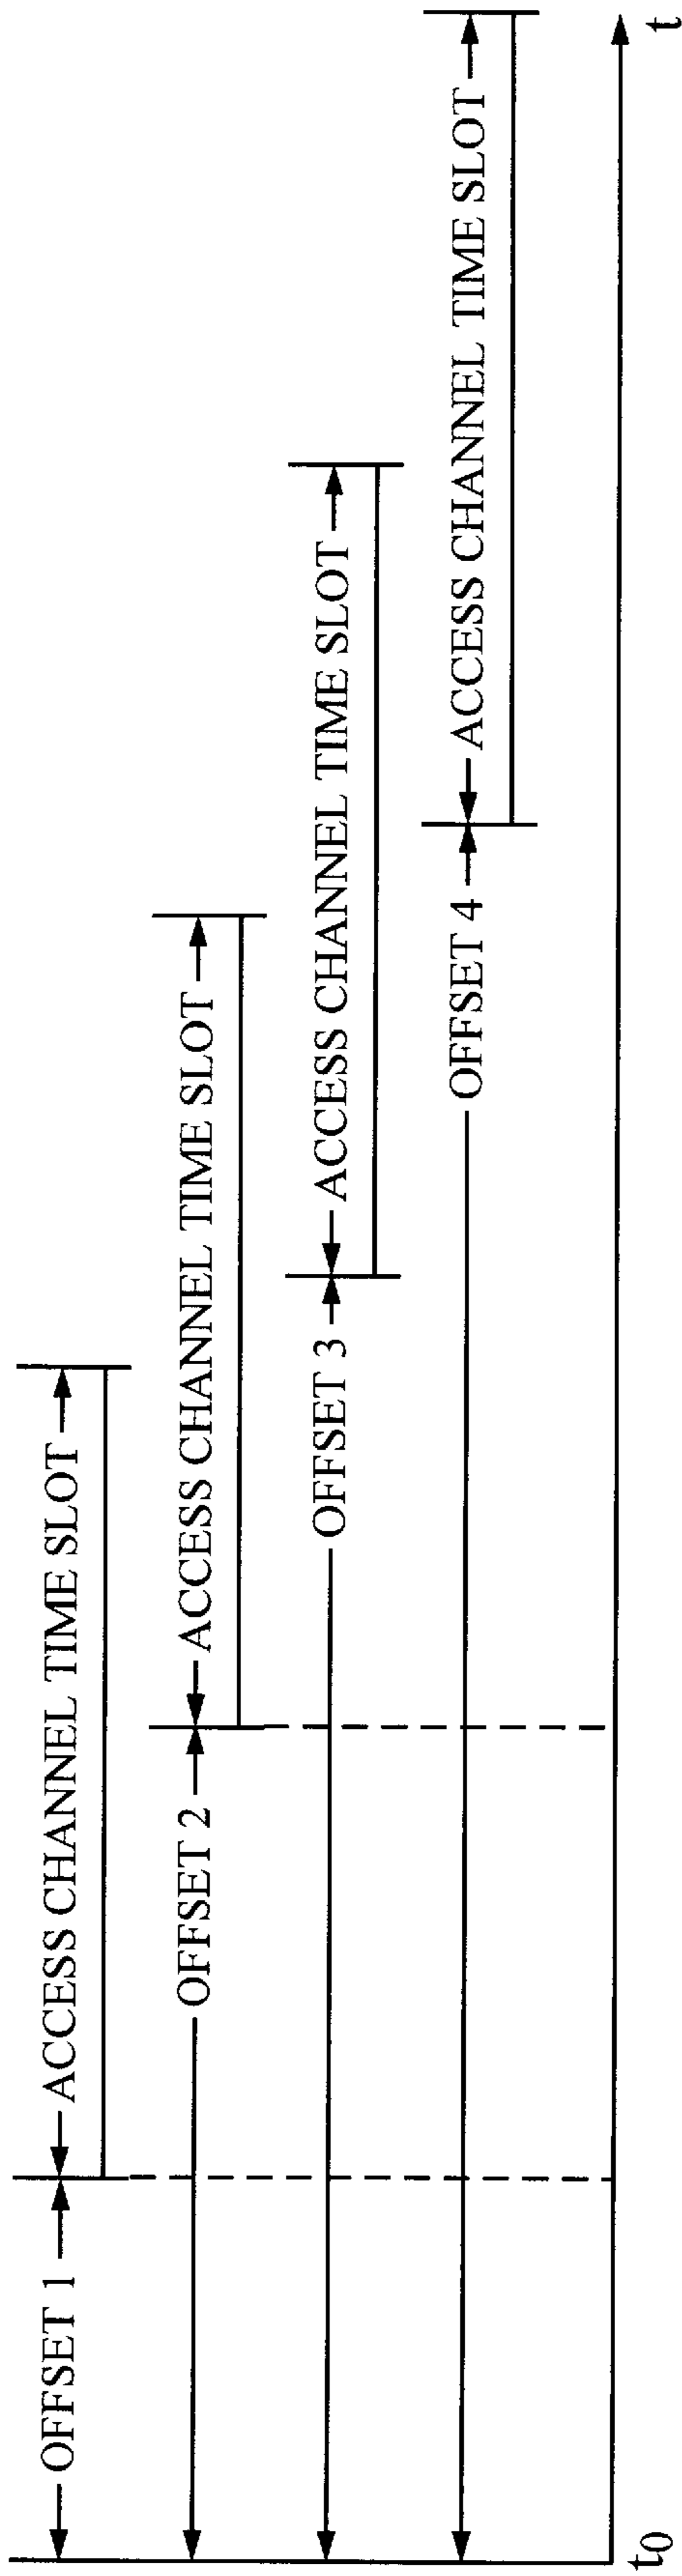 OFFSET 1
ACCESS CHANNEL TIME SLOT
OFFSET 2
ACCESS CHANNEL TIME SLOT
OFFSET 3
ACCESS CHANNEL TIME SLOT
OFFSET 4
ACCESS CHANNEL TIME SLOT
t0
t